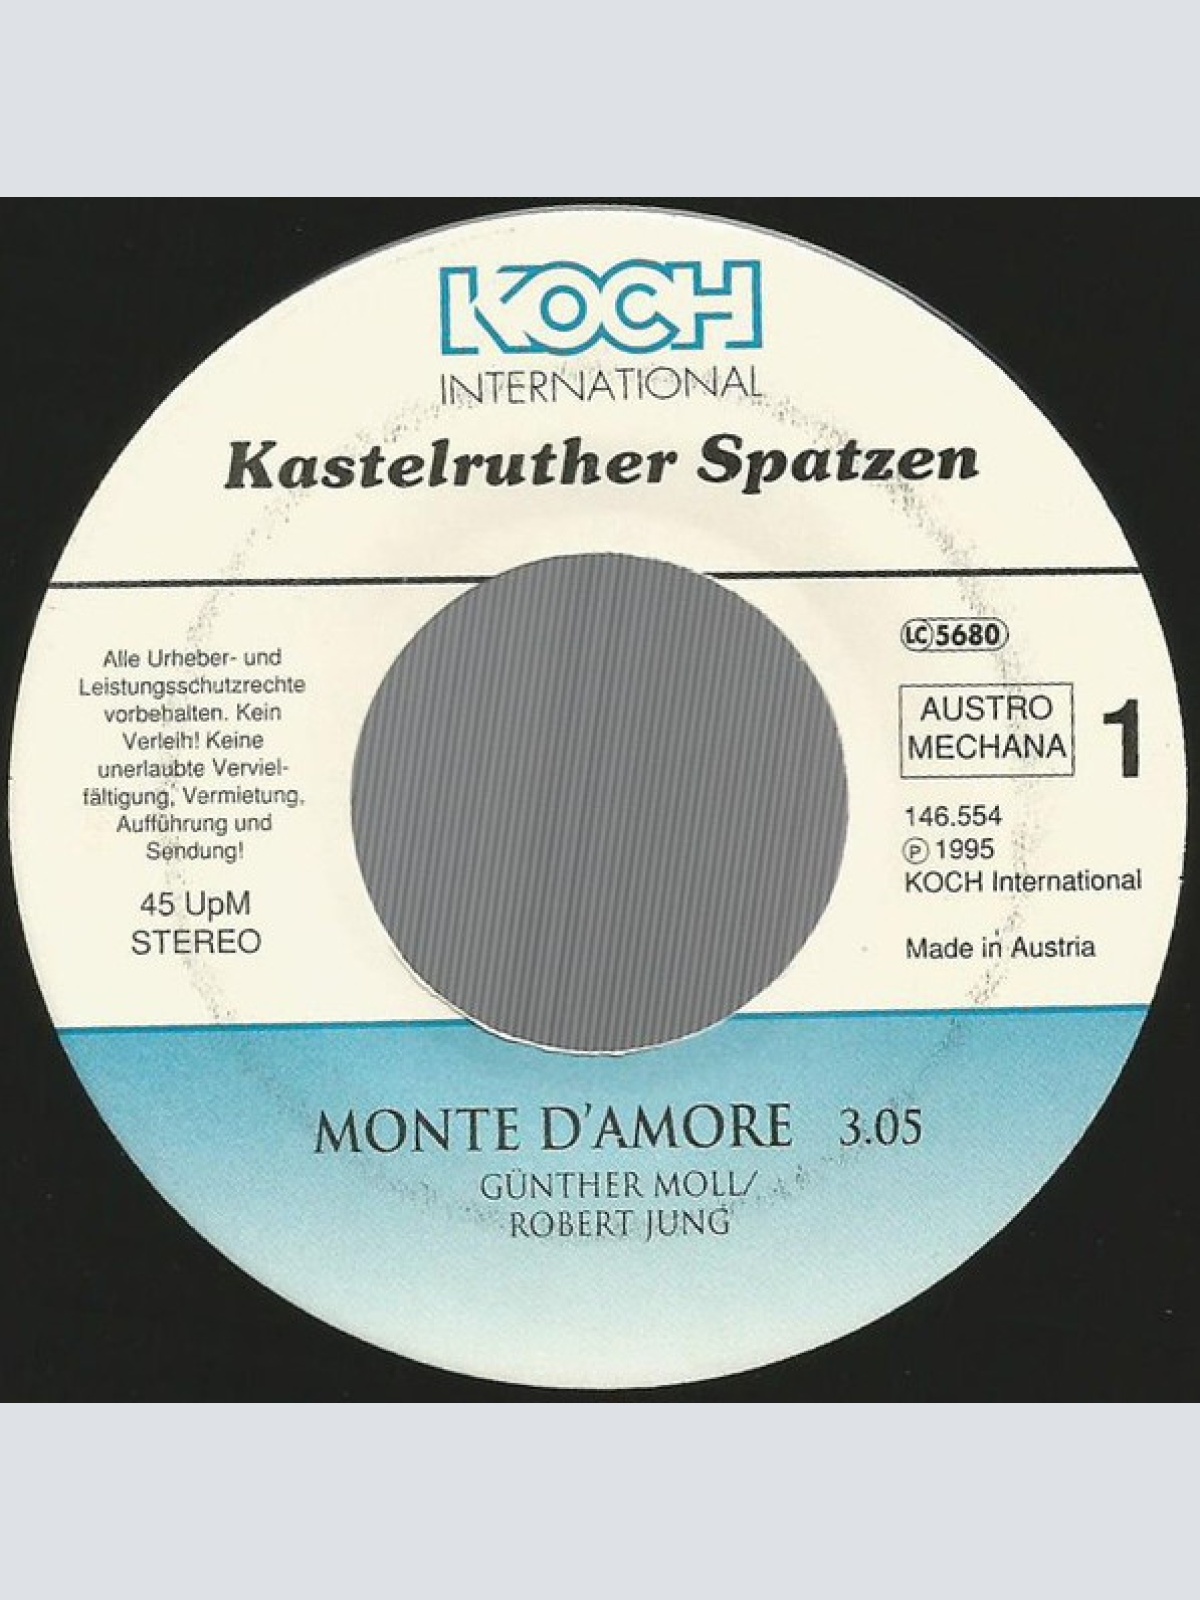 KOCH
INTERNATIONAL
Kastelruther Spatzen
Alle Urheber- und
Leistungsschutzrechte
vorbehalten. Kein
Verleih! Keine
unerlaubte Verviel-
fältigung, Vermietung,
Aufführung und
Sendung!
45 UpM
STEREO
LC 5680
AUSTRO
MECHANA
1
146.554
Ⓟ 1995
KOCH International
Made in Austria
MONTE D'AMORE 3.05
GÜNTHER MOLL/
ROBERT JUNG